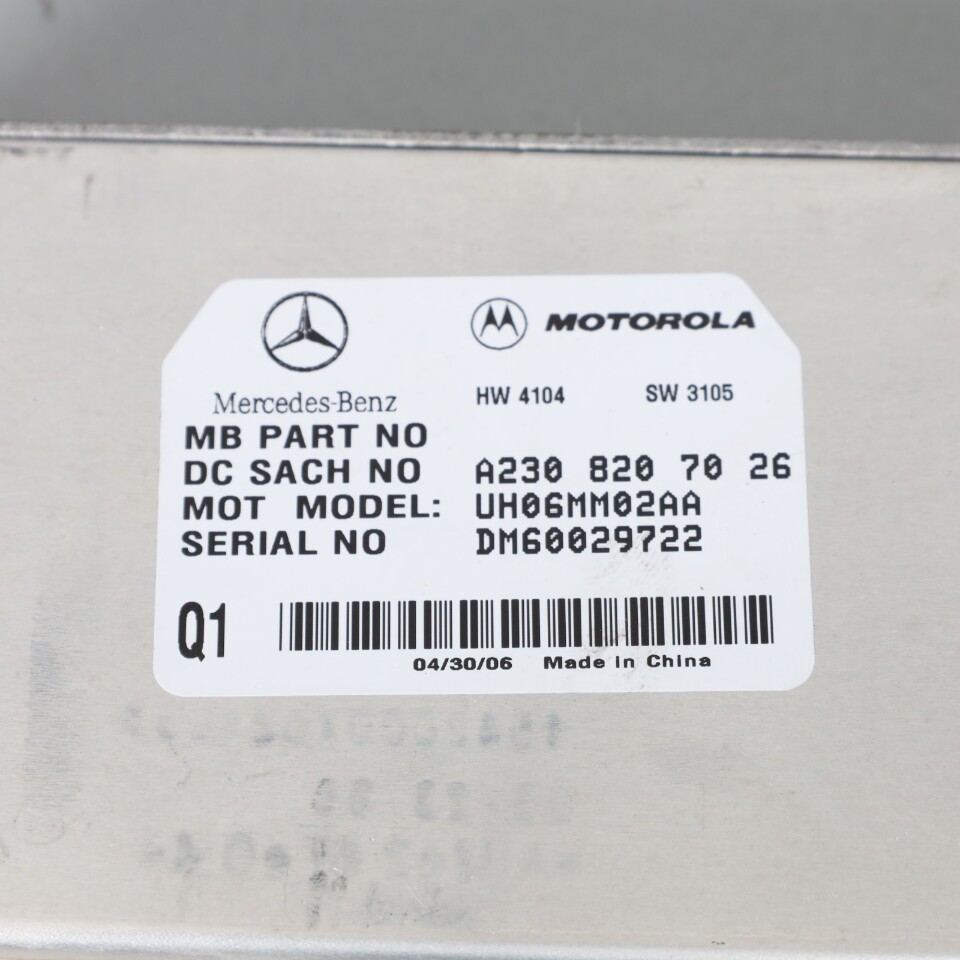 MOTOROLA
Mercedes-Benz
HW 4104 SW 3105
MB PART NO
DC SACH NO A230 820 70 26
MOT MODEL: UH06MM02AA
SERIAL NO DM60029722
Q1
04/30/06 Made in China